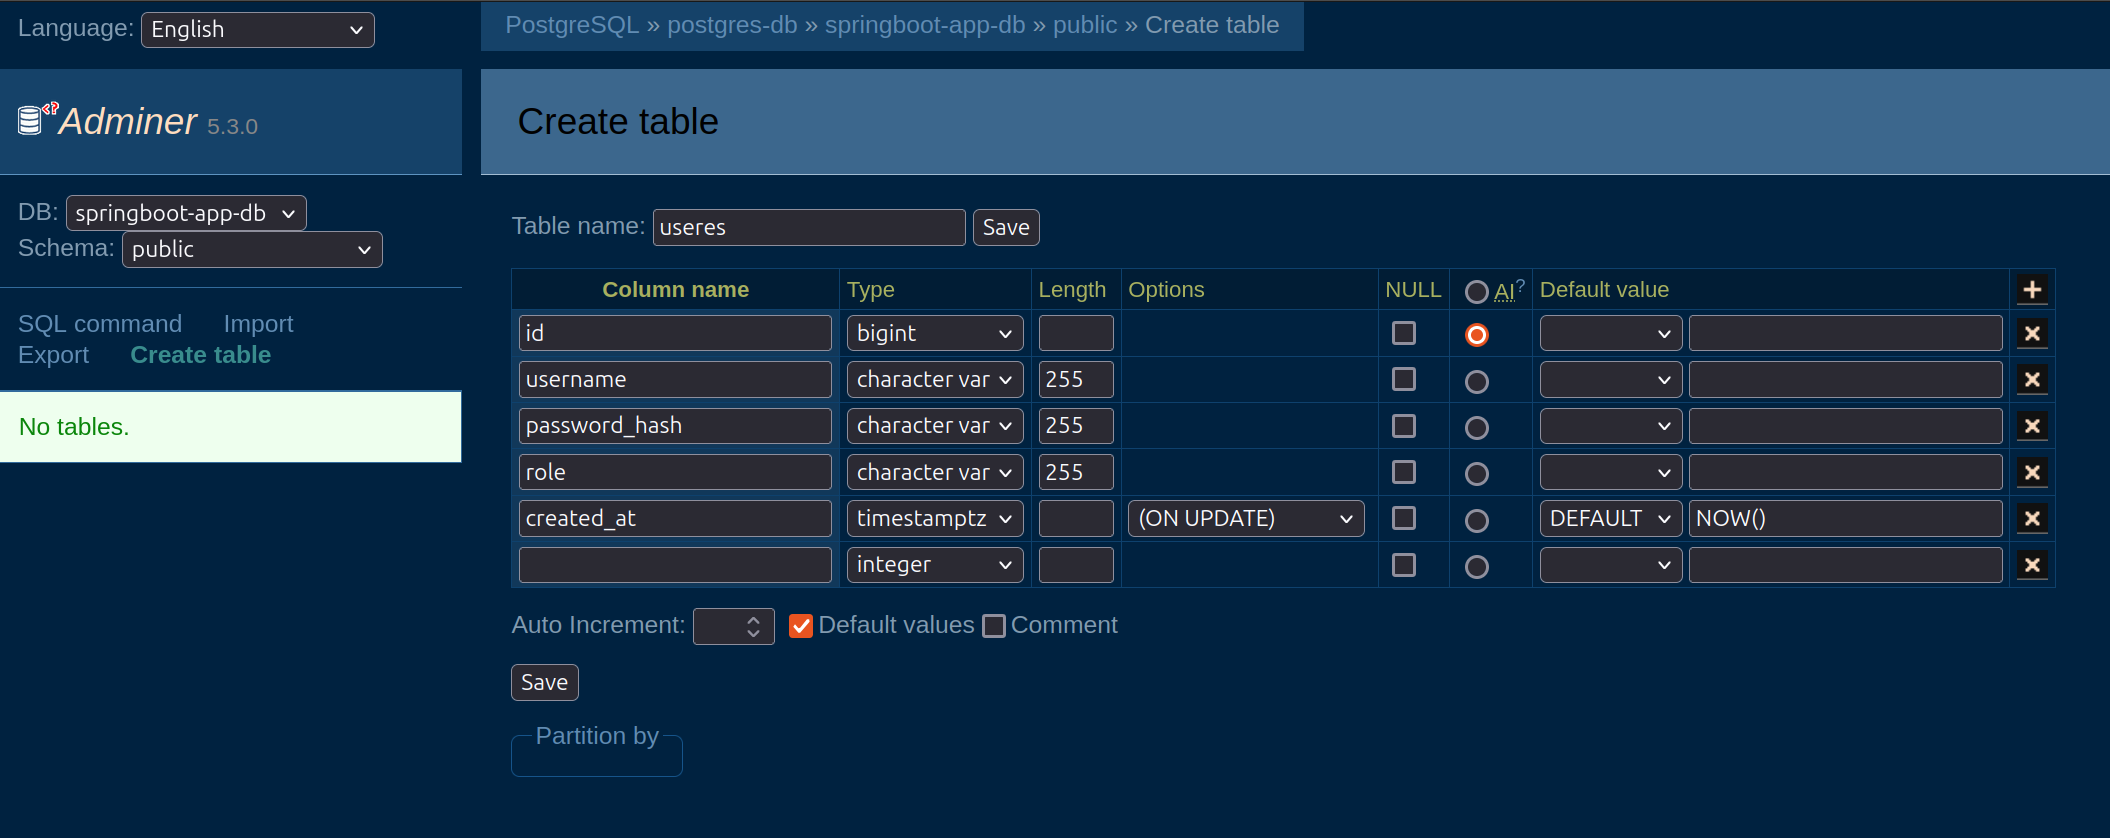 Language: English
PostgreSQL » postgres-db » springboot-app-db » public » Create table
Adminer 5.3.0
Create table
DB: springboot-app-db
Schema: public
SQL command Import
Export Create table
No tables.
Table name: useres Save
Column name Type Length Options NULL AI? Default value
id bigint
username character var 255
password_hash character var 255
role character var 255
created_at timestamptz (ON UPDATE) DEFAULT NOW()
integer
Auto Increment: Default values Comment
Save
Partition by